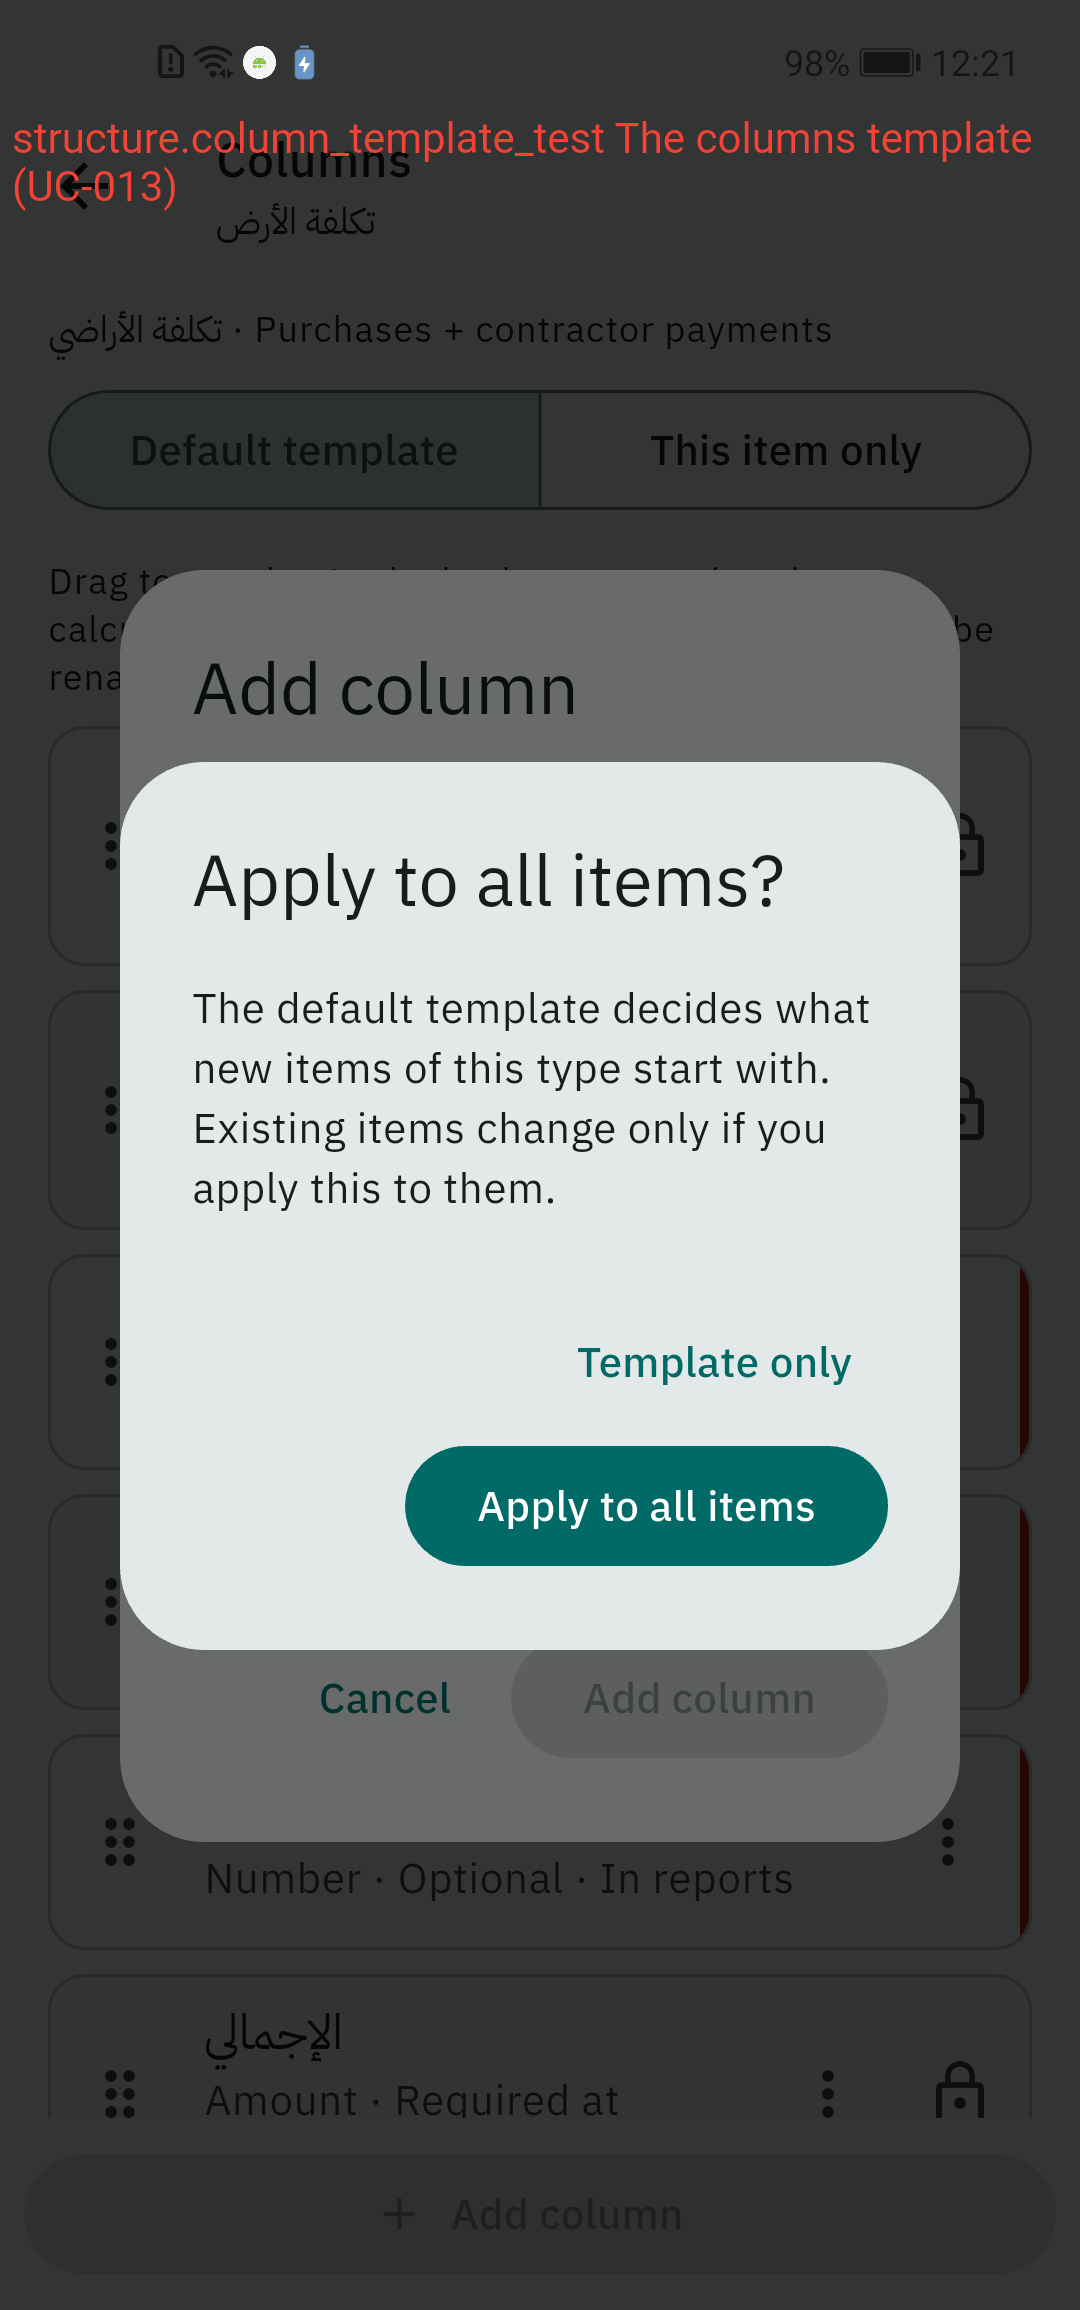 98% 12:21
structure.column_template_test The columns template
(UC-013)
Columns
تكلفة الأرض
تكلفة الأراضي · Purchases + contractor payments
Default template
This item only
Drag
calc
be
rena
Add column
Apply to all items?
The default template decides what
new items of this type start with.
Existing items change only if you
apply this to them.
Template only
Apply to all items
Cancel
Add column
Number · Optional · In reports
الإجمالي
Amount · Required at
+ Add column